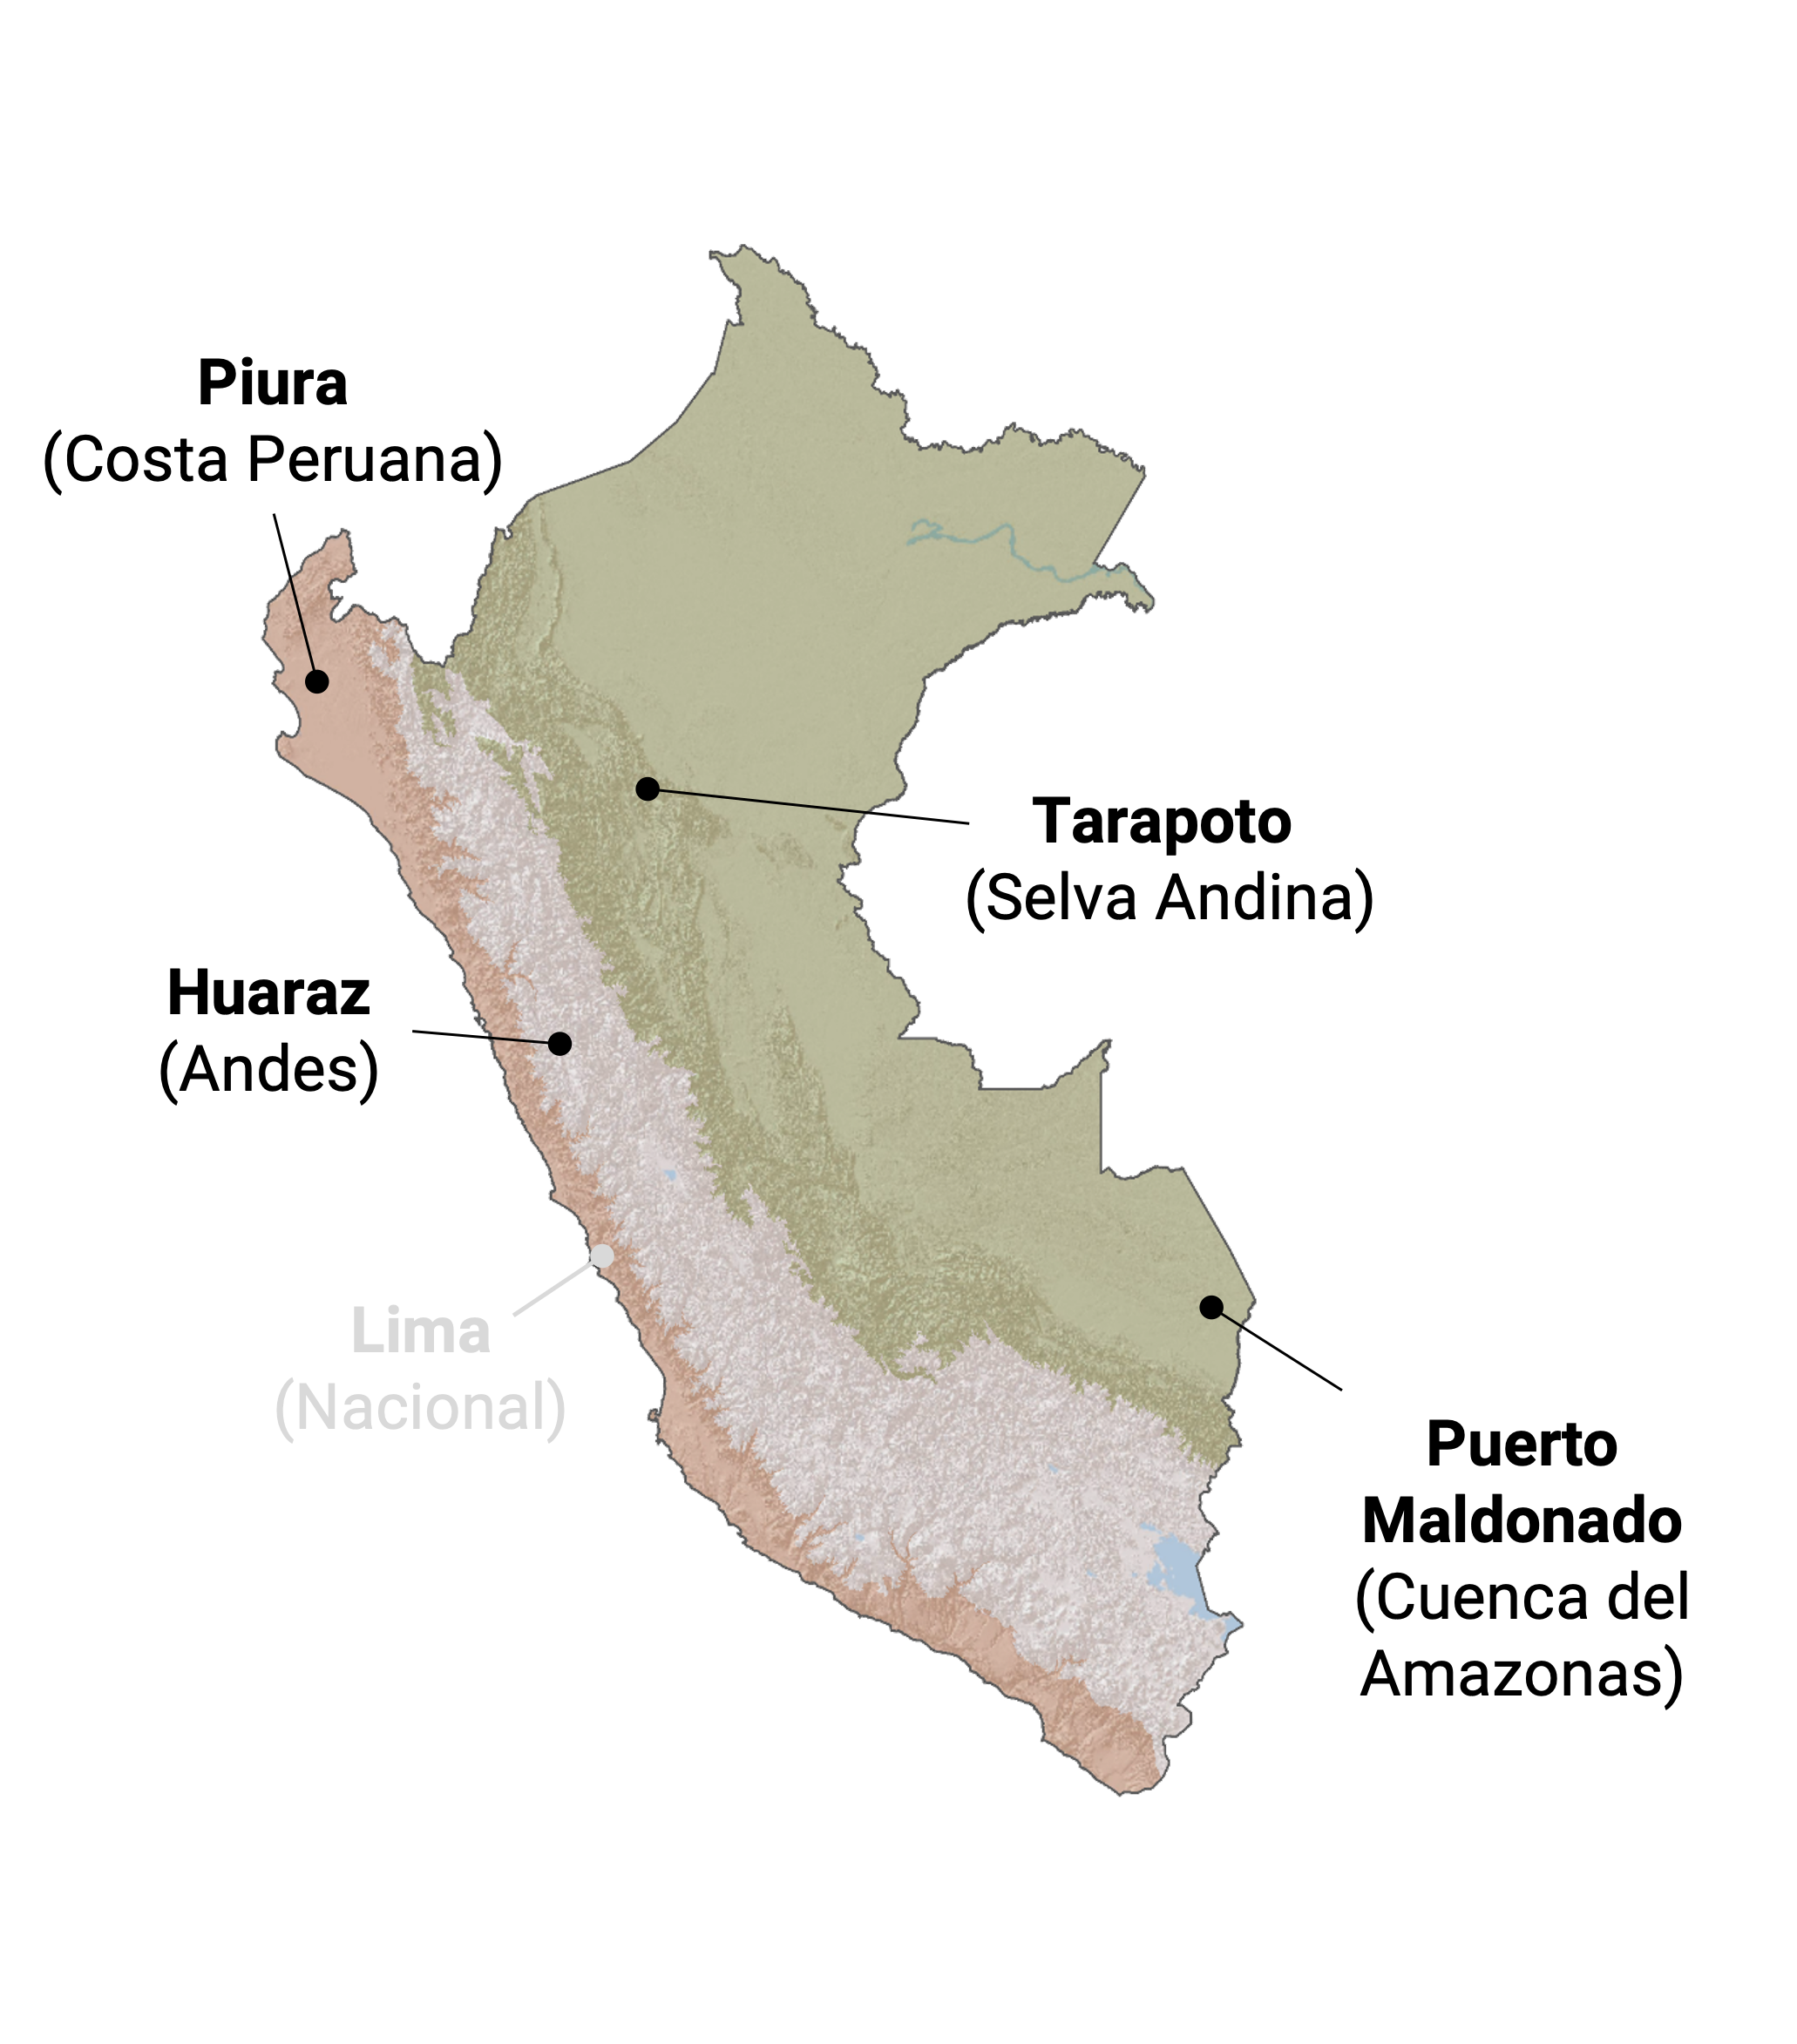 Piura
(Costa Peruana)
Tarapoto
(Selva Andina)
Huaraz
(Andes)
Lima
(Nacional)
Puerto
Maldonado
(Cuenca del
Amazonas)